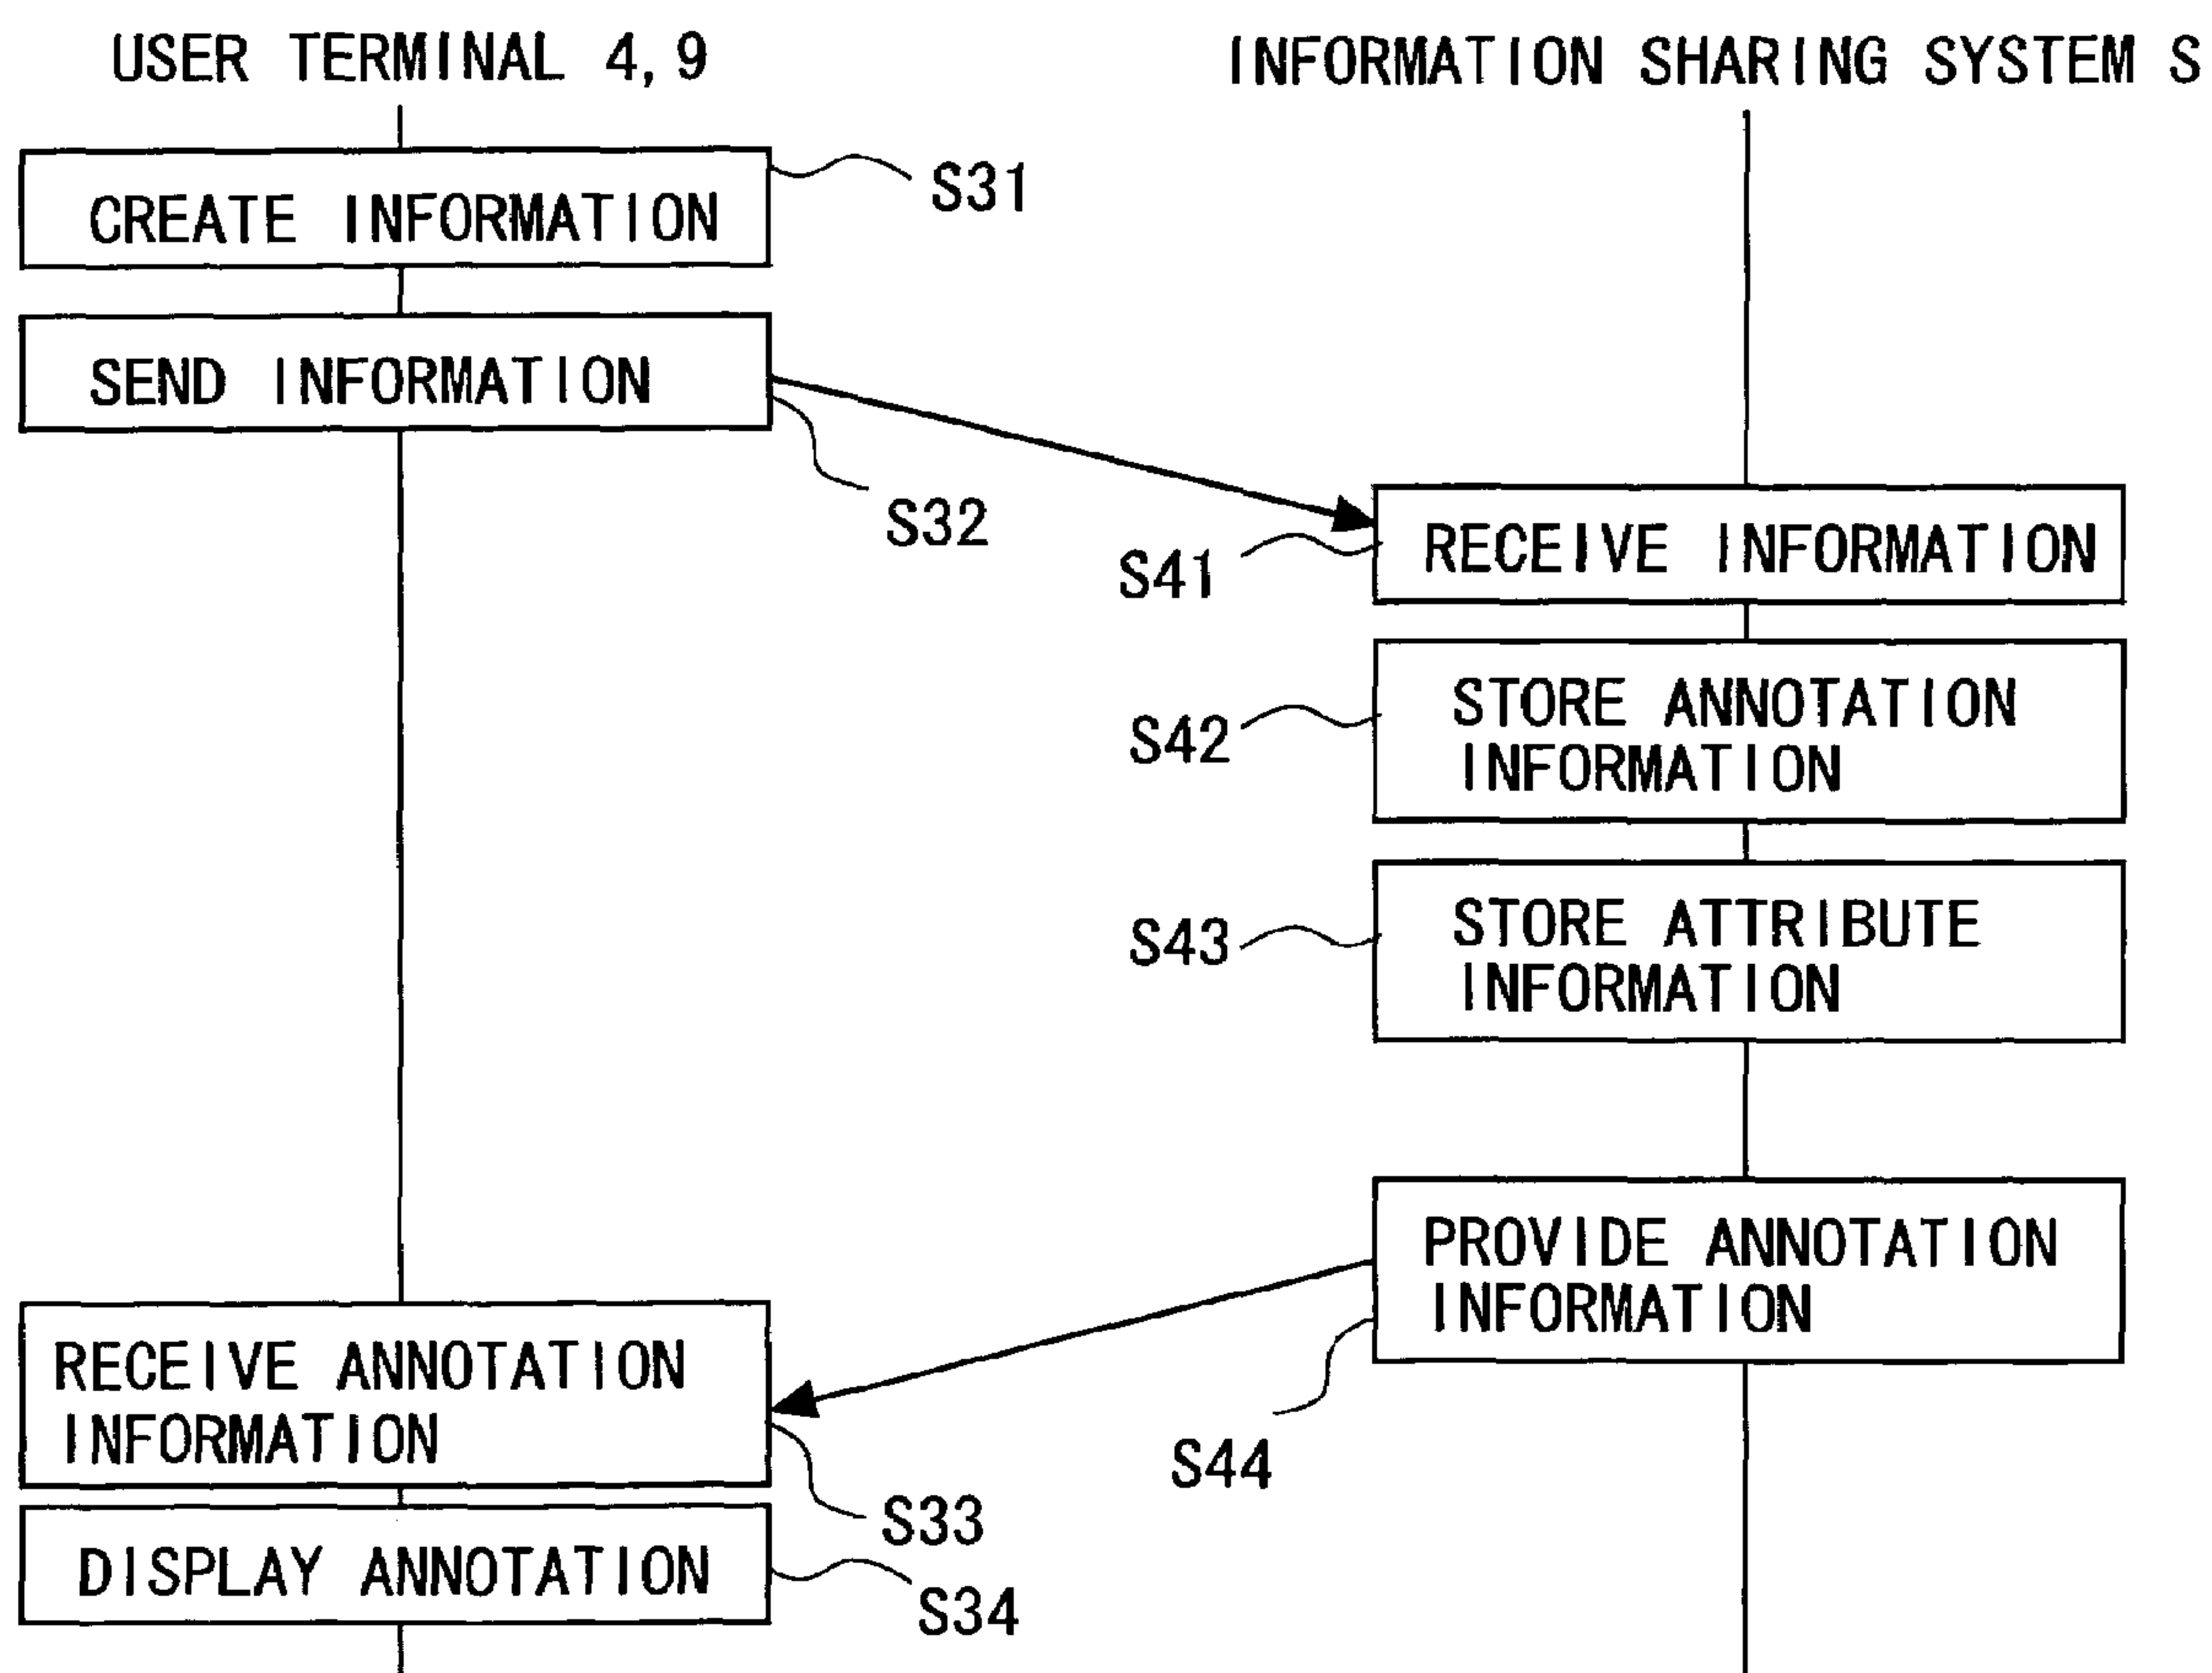 USER TERMINAL 4,9
INFORMATION SHARING SYSTEM S
CREATE INFORMATION
S31
SEND INFORMATION
S32
S41
RECEIVE INFORMATION
S42
STORE ANNOTATION
INFORMATION
S43
STORE ATTRIBUTE
INFORMATION
PROVIDE ANNOTATION
INFORMATION
S44
RECEIVE ANNOTATION
INFORMATION
S33
DISPLAY ANNOTATION
S34